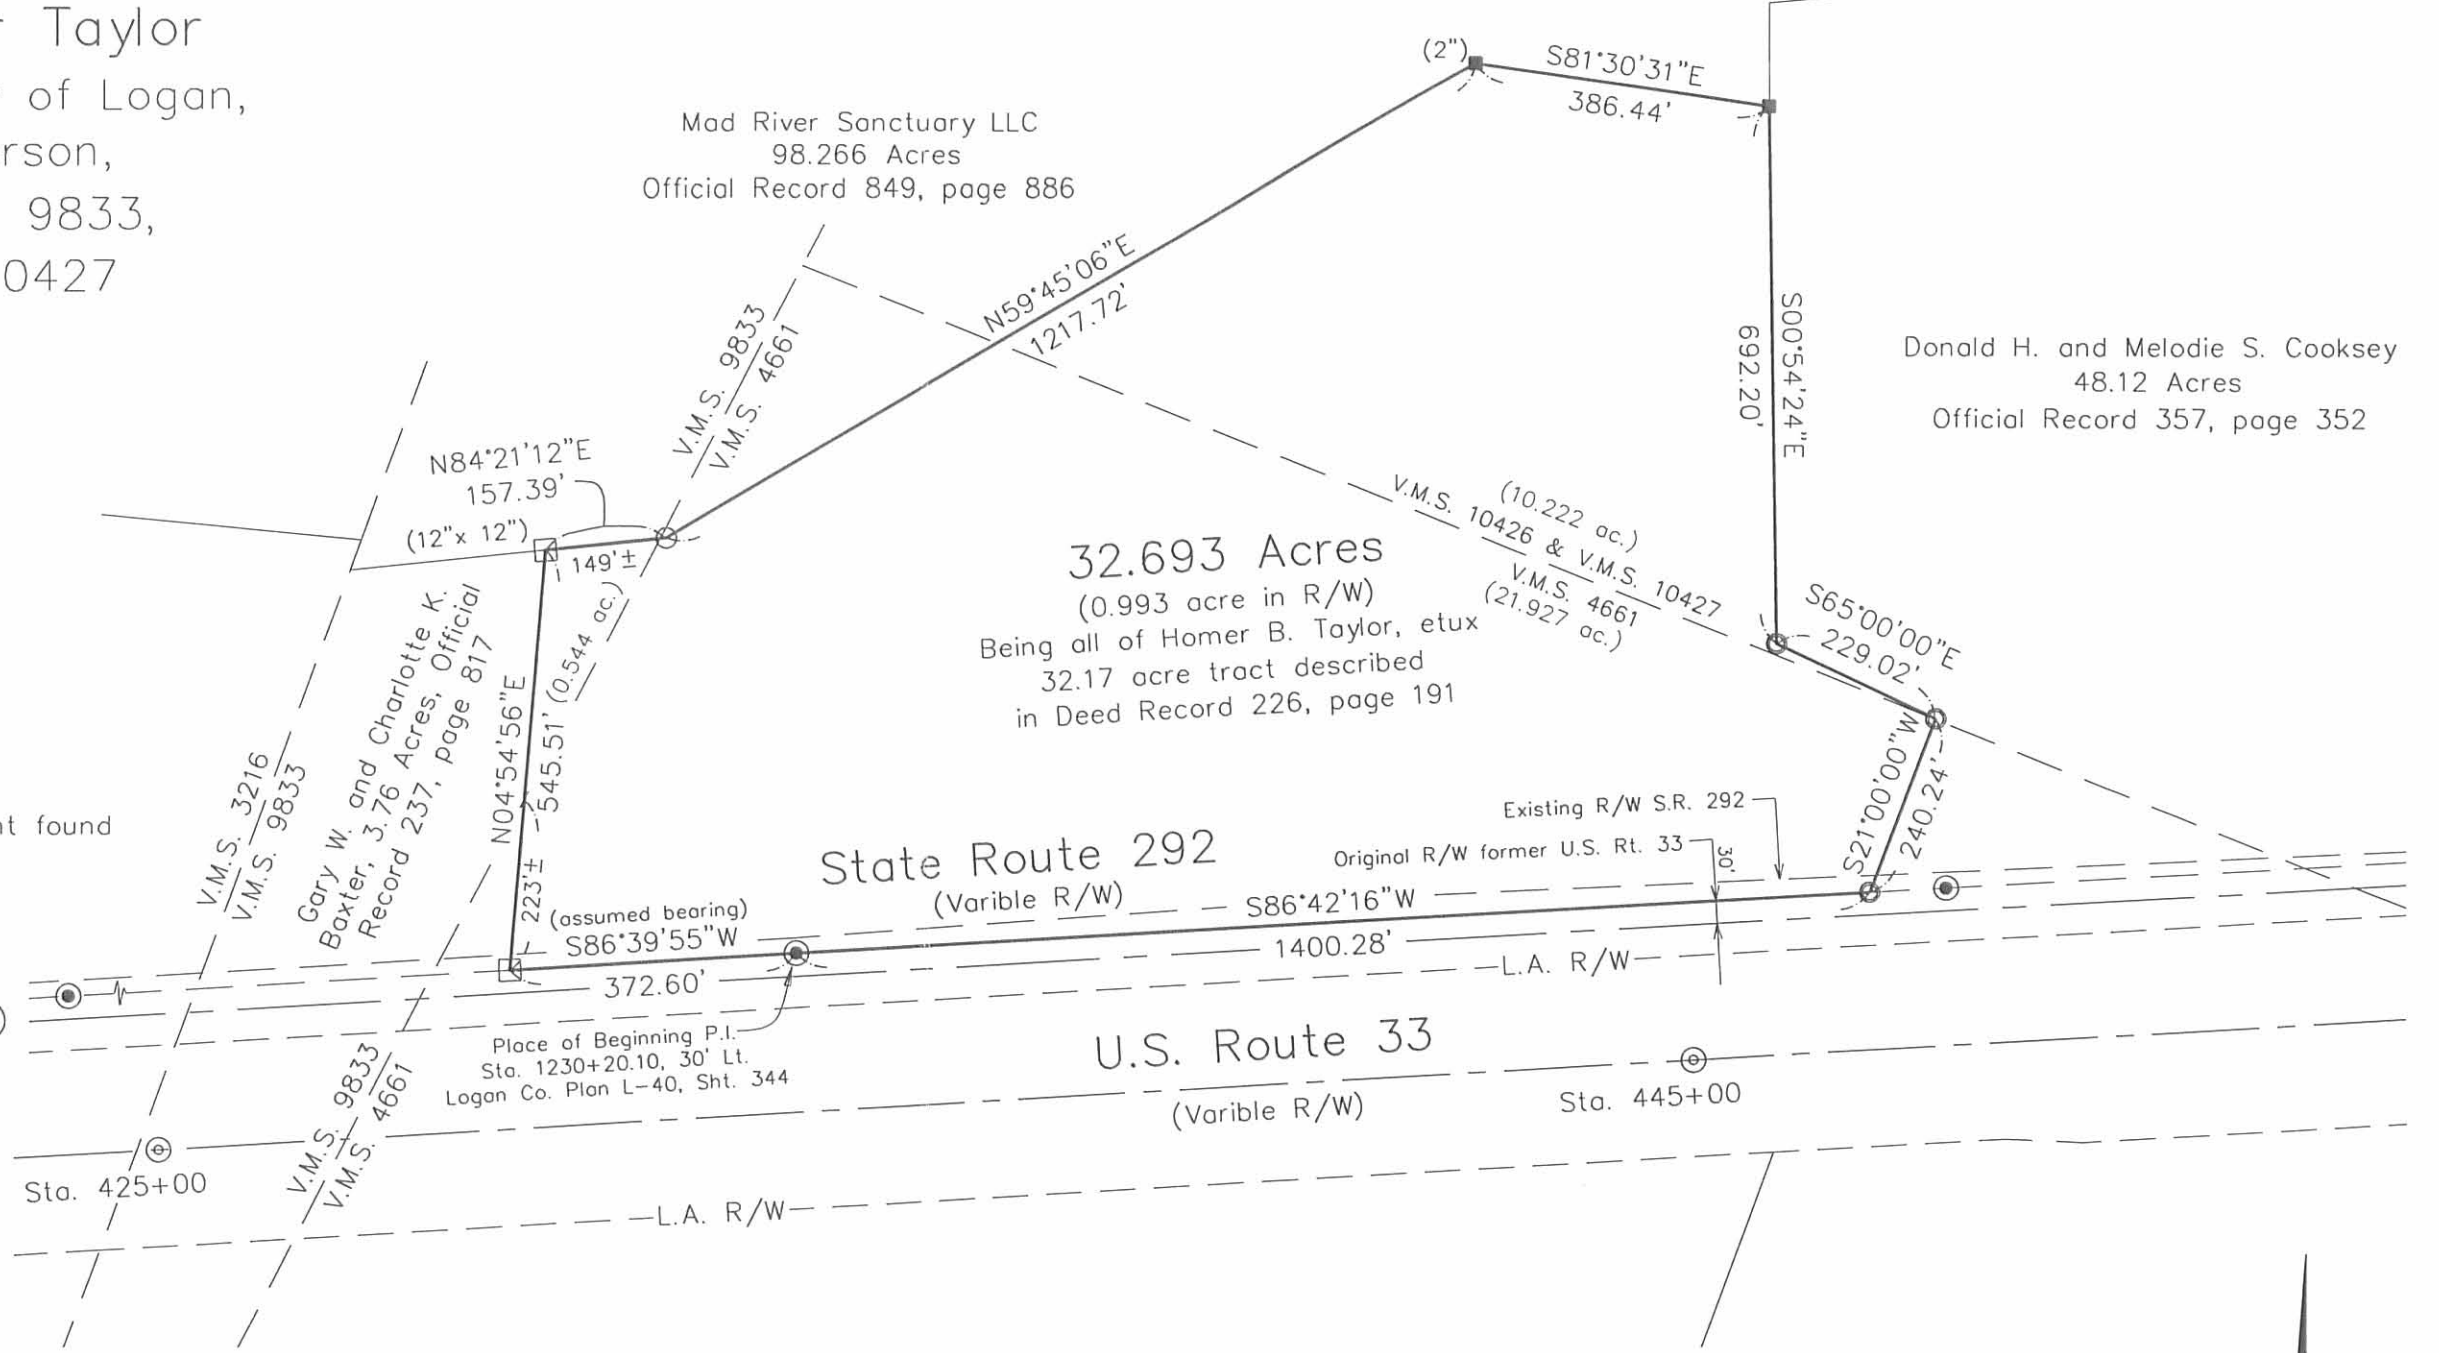 Taylor
of Logan,
rson,
9833,
0427
Mad River Sanctuary LLC
98.266 Acres
Official Record 849, page 886
(2")
S81°30'31"E
386.44'
N59°45'06"E
1217.72'
V.M.S. 9833
V.M.S. 4661
S00°54'24"E
692.20'
Donald H. and Melodie S. Cooksey
48.12 Acres
Official Record 357, page 352
N84°21'12"E
157.39'
(12"x 12")
149'±
(10.222 ac.)
V.M.S. 10426 & V.M.S. 10427
V.M.S. 4661
(21.927 ac.)
32.693 Acres
(0.993 acre in R/W)
Being all of Homer B. Taylor, etux
32.17 acre tract described
in Deed Record 226, page 191
S65°00'00"E
229.02'
S21°00'00"W
240.24'
N04°54'56"E
545.51' (0.544 ac.)
223'±
Gary W. and Charlotte K.
Baxter, 3.76 Acres, Official
Record 237, page 817
V.M.S. 3216
V.M.S. 9833
t found
State Route 292
(Varible R/W)
Existing R/W S.R. 292
Original R/W former U.S. Rt. 33
30'
(assumed bearing)
S86°39'55"W
372.60'
S86°42'16"W
1400.28'
L.A. R/W
Place of Beginning P.I.
Sta. 1230+20.10, 30' Lt.
Logan Co. Plan L-40, Sht. 344
U.S. Route 33
(Varible R/W)
Sta. 445+00
V.M.S. 9833
V.M.S. 4661
Sta. 425+00
L.A. R/W